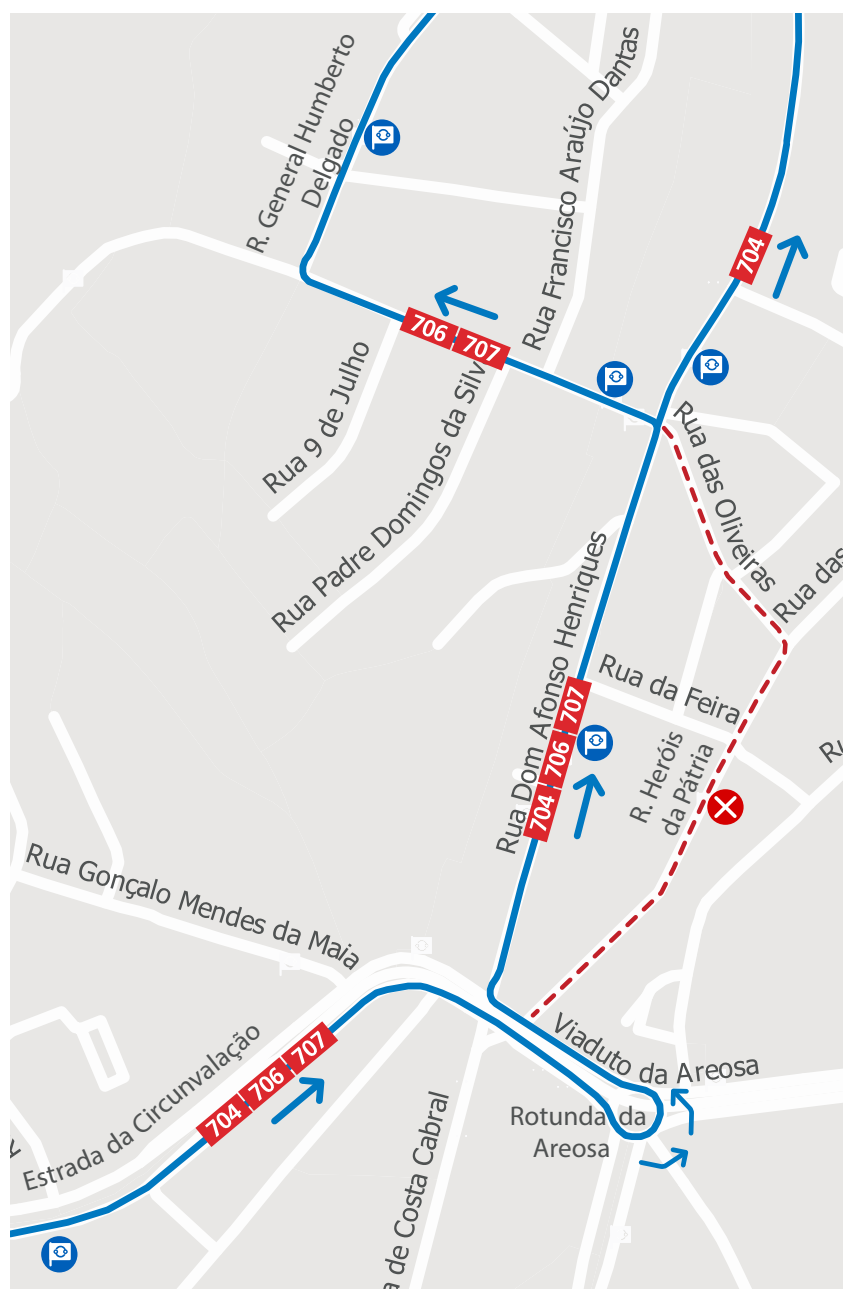 R. General Humberto
Delgado
Rua Francisco Araújo Dantas
704
706 707
Rua 9 de Julho
Rua Padre Domingos da Silv
Rua das Oliveiras
Rua das
Rua Dom Afonso Henriques
Rua da Feira
704 706 707
R. Heróis
da Pátria
Ru
Rua Gonçalo Mendes da Maia
Estrada da Circunvalação
704 706 707
Viaduto da Areosa
Rotunda da
Areosa
a de Costa Cabral